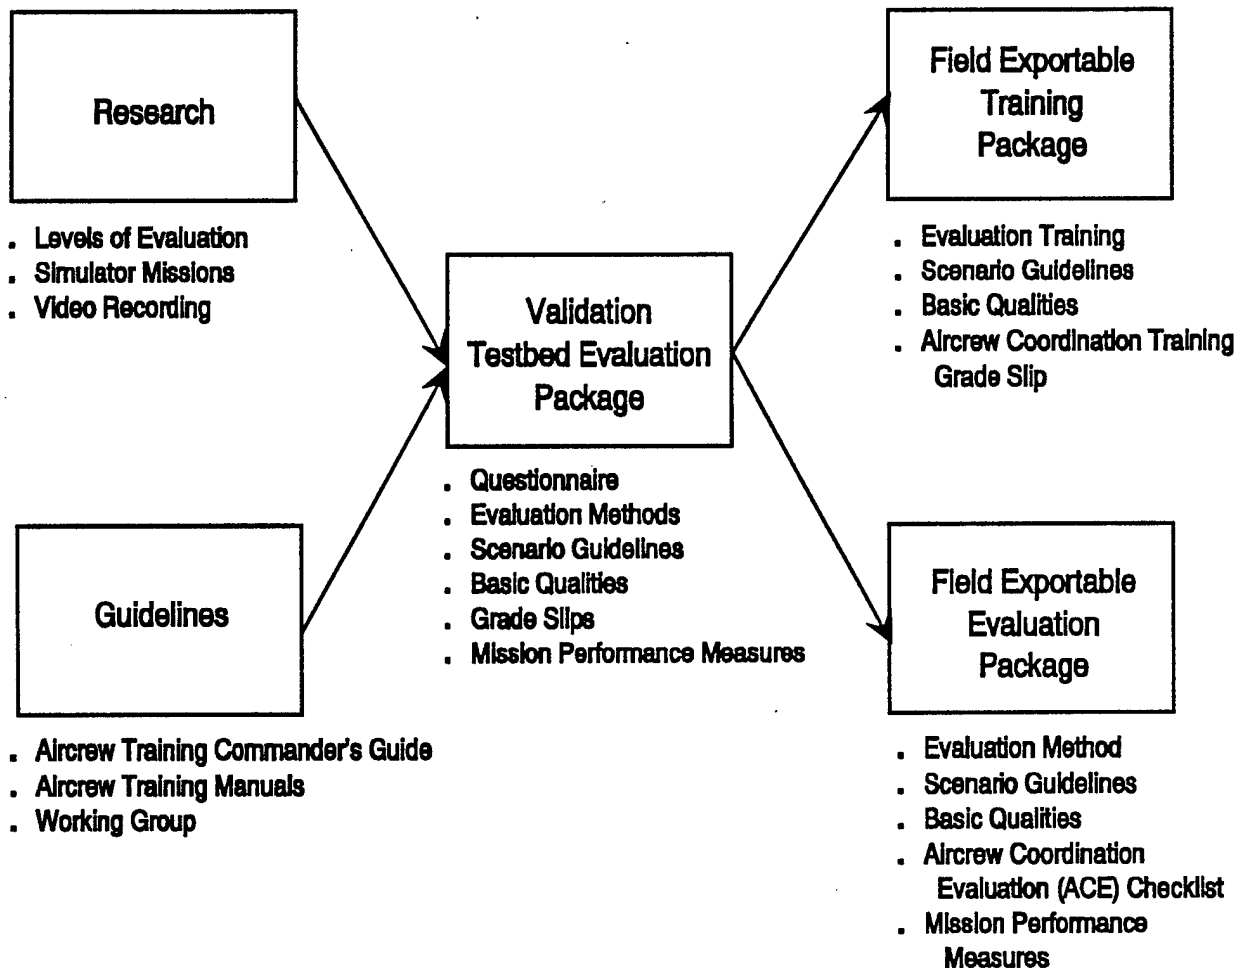 Research
. Levels of Evaluation
. Simulator Missions
. Video Recording
Guidelines
. Aircrew Training Commander's Guide
. Aircrew Training Manuals
. Working Group
Validation
Testbed Evaluation
Package
. Questionnaire
. Evaluation Methods
. Scenario Guidelines
. Basic Qualities
. Grade Slips
. Mission Performance Measures
Field Exportable
Training
Package
. Evaluation Training
. Scenario Guidelines
. Basic Qualities
. Aircrew Coordination Training
Grade Slip
Field Exportable
Evaluation
Package
. Evaluation Method
. Scenario Guidelines
. Basic Qualities
. Aircrew Coordination
Evaluation (ACE) Checklist
. Mission Performance
Measures